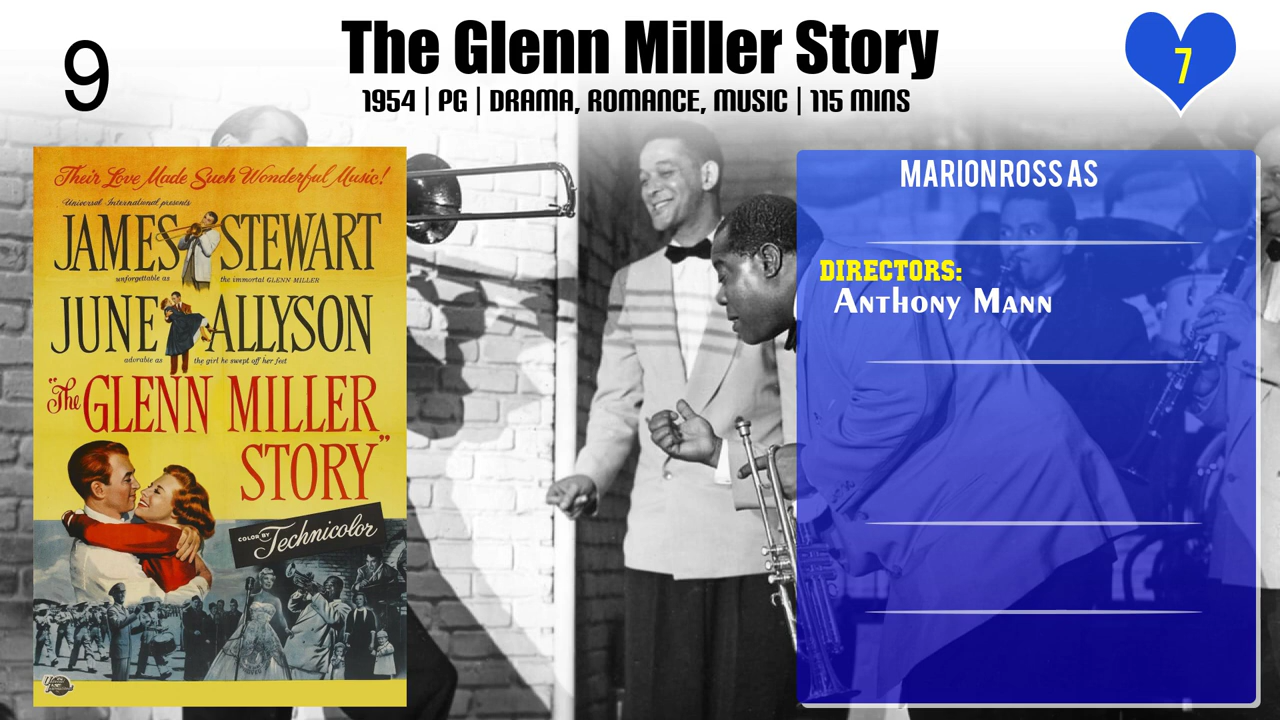 9
The Glenn Miller Story
1954 | PG | DRAMA, ROMANCE, MUSIC | 115 MINS
7
Their Love Made Such Wonderful Music!
Universal International presents
JAMES STEWART
unforgettable as the immortal GLENN MILLER
JUNE ALLYSON
adorable as the girl he swept off her feet
"The GLENN MILLER
STORY"
COLOR BY Technicolor
MARION ROSS AS
DIRECTORS:
Anthony Mann